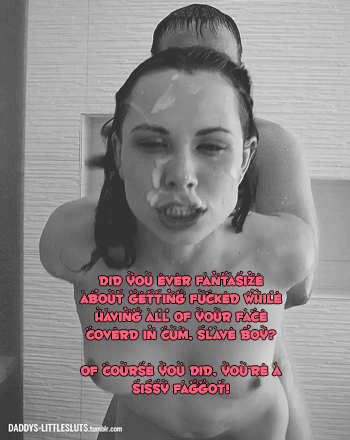 DID YOU EVER FANTASIZE
ABOUT GETTING FUCKED WHILE
HAVING ALL OF YOUR FACE
COVERD IN CUM, SLAVE BOY?
OF COURSE YOU DID. YOU'RE A
SISSY FAGGOT!
DADDYS-LITTLESLUTS.tumblr.com